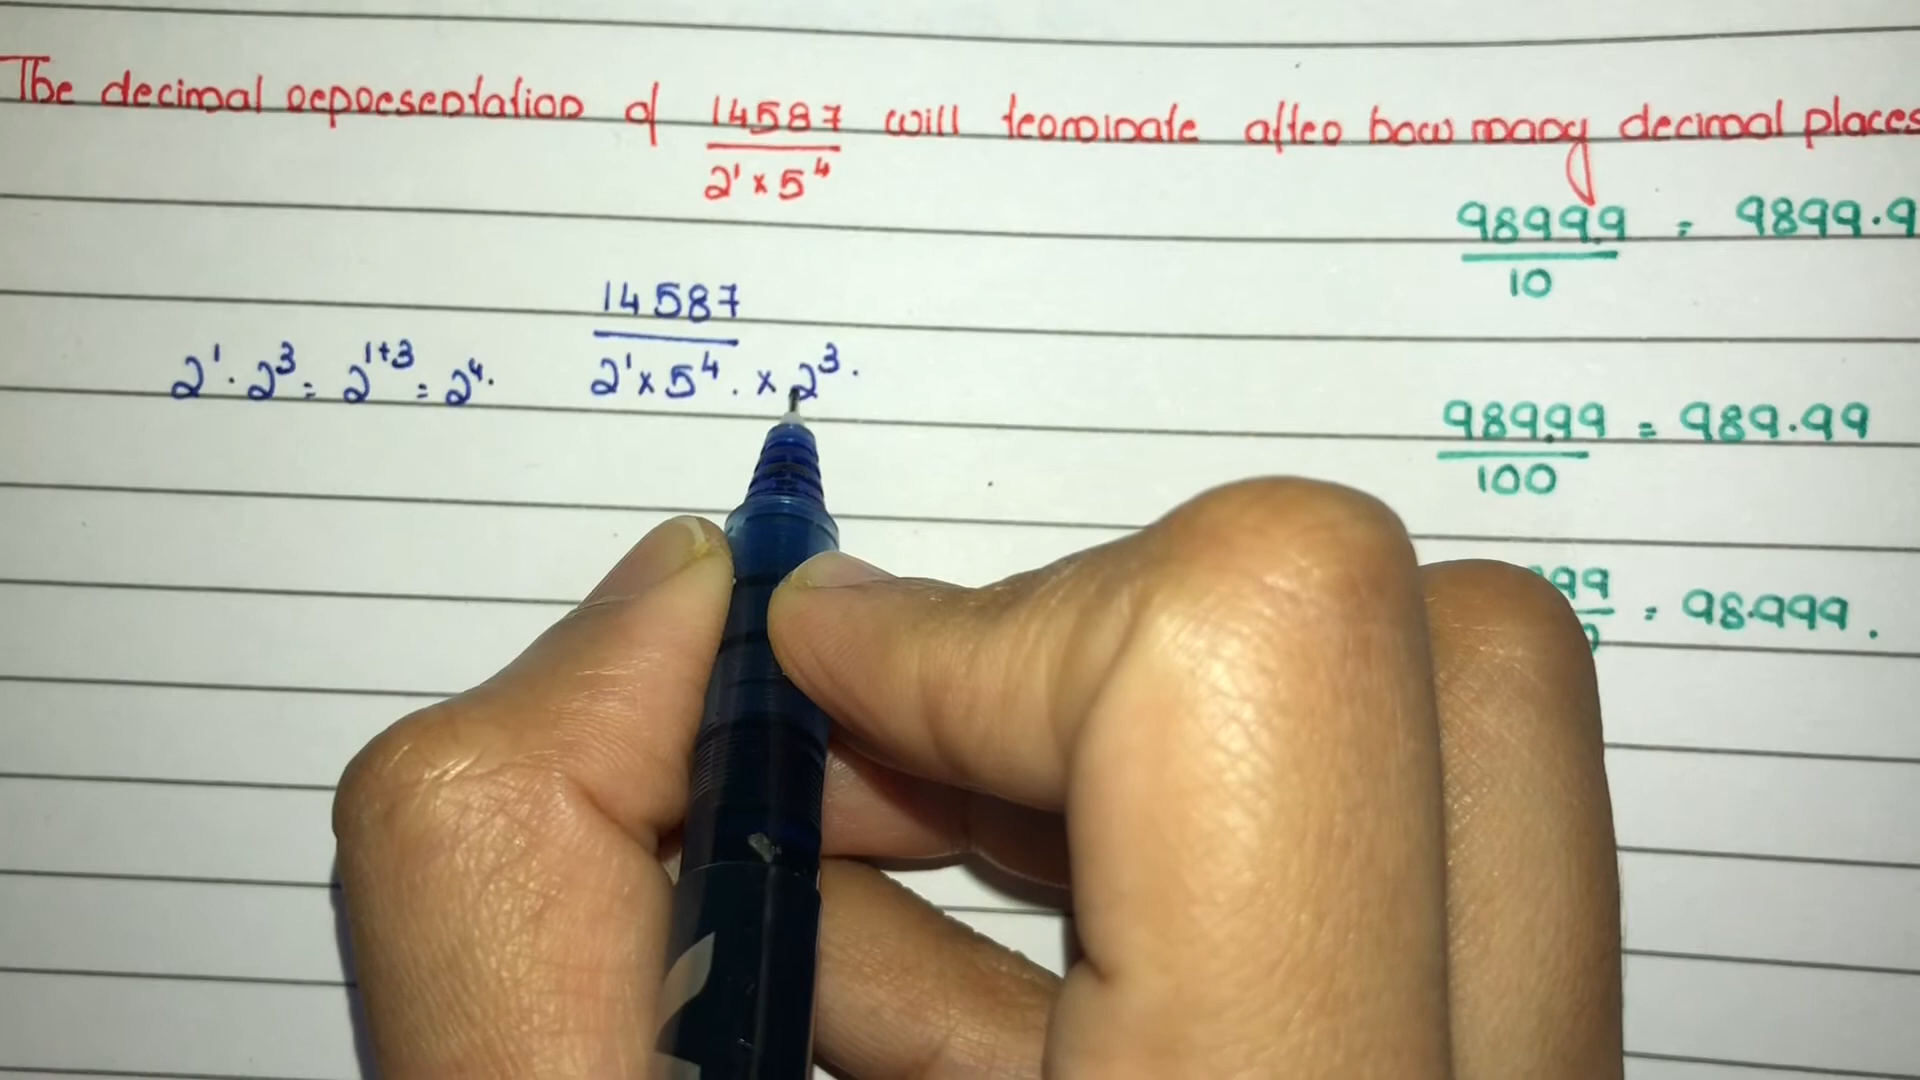 The decimal representation of 14587 / 2¹ × 5⁴ will terminate after how many decimal places
98999 / 10 = 9899.9
14587 / 2¹ × 5⁴ . × 2³ .
2¹ . 2³ = 2¹⁺³ = 2⁴ .
98999 / 100 = 989.99
99 = 98.999 .